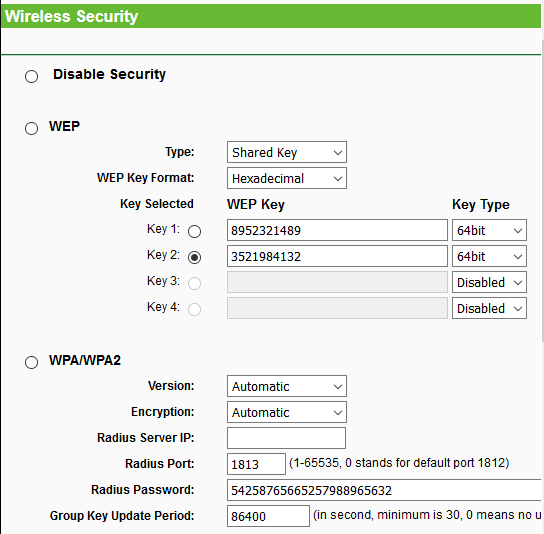 Wireless Security
Disable Security
WEP
Type: Shared Key
WEP Key Format: Hexadecimal
Key Selected WEP Key Key Type
Key 1: 8952321489 64bit
Key 2: 3521984132 64bit
Key 3: Disabled
Key 4: Disabled
WPA/WPA2
Version: Automatic
Encryption: Automatic
Radius Server IP:
Radius Port: 1813 (1-65535, 0 stands for default port 1812)
Radius Password: 54258765665257988965632
Group Key Update Period: 86400 (in second, minimum is 30, 0 means no u